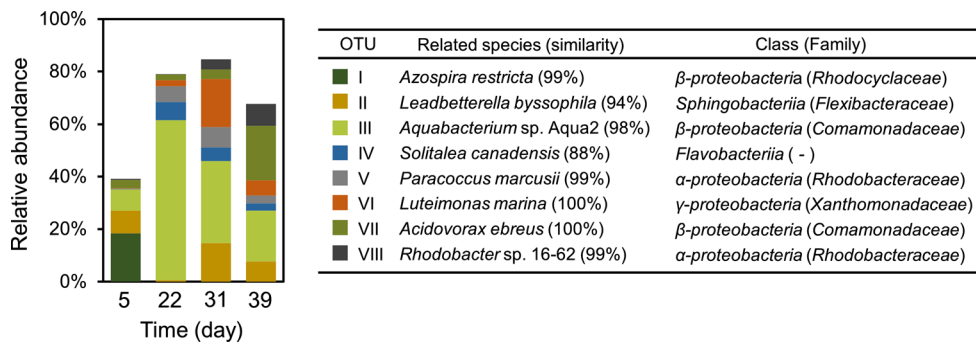 100%
80%
60%
40%
20%
0%
Relative abundance
5 22 31 39
Time (day)
OTU Related species (similarity) Class (Family)
I Azospira restricta (99%) β-proteobacteria (Rhodocyclaceae)
II Leadbetterella byssophila (94%) Sphingobacteriia (Flexibacteraceae)
III Aquabacterium sp. Aqua2 (98%) β-proteobacteria (Comamonadaceae)
IV Solitalea canadensis (88%) Flavobacteriia ( - )
V Paracoccus marcusii (99%) α-proteobacteria (Rhodobacteraceae)
VI Luteimonas marina (100%) γ-proteobacteria (Xanthomonadaceae)
VII Acidovorax ebreus (100%) β-proteobacteria (Comamonadaceae)
VIII Rhodobacter sp. 16-62 (99%) α-proteobacteria (Rhodobacteraceae)